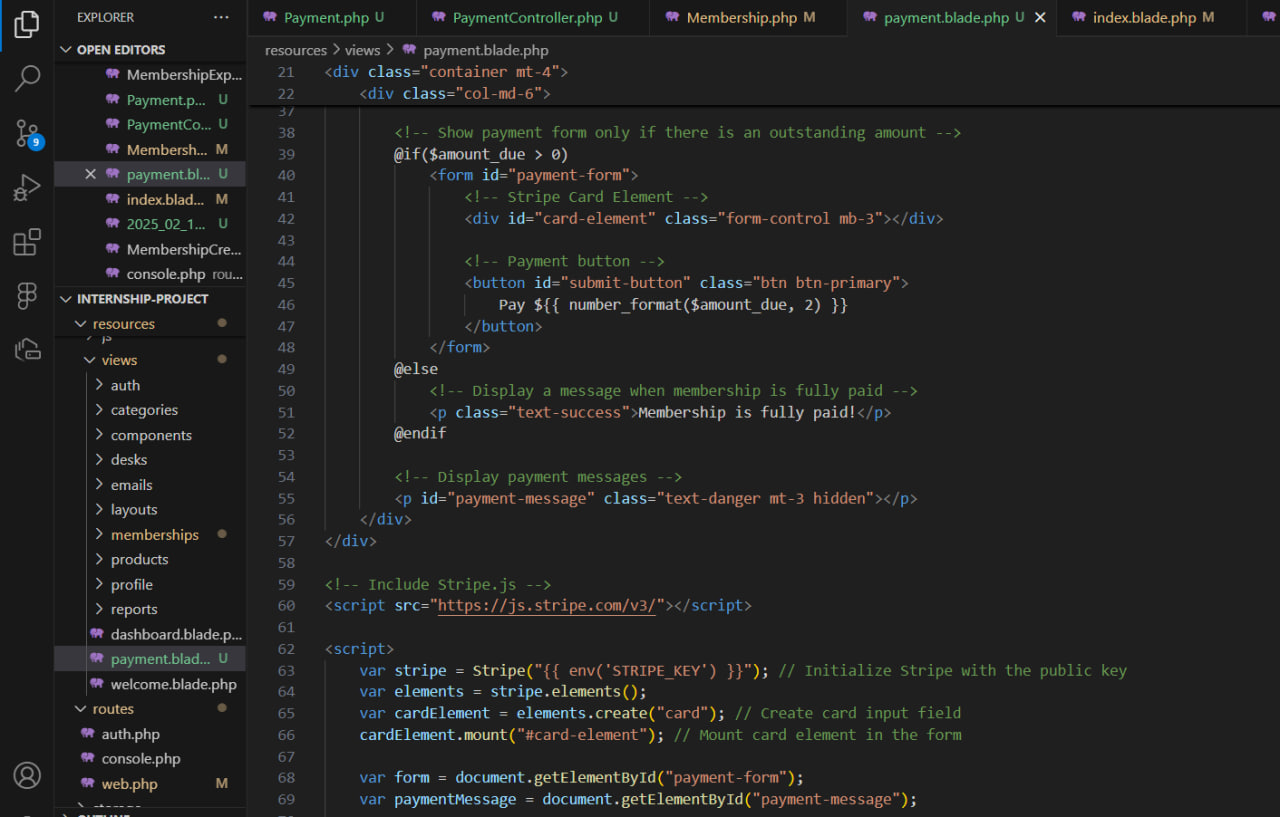 EXPLORER ...
Payment.php U
PaymentController.php U
Membership.php M
payment.blade.php U
index.blade.php M
OPEN EDITORS
MembershipExp...
Payment.p... U
PaymentCo... U
Membersh... M
payment.bl... U
index.blad... M
2025_02_1... U
MembershipCre...
console.php rou...
INTERNSHIP-PROJECT
resources
js
views
auth
categories
components
desks
emails
layouts
memberships
products
profile
reports
dashboard.blade.p...
payment.blad... U
welcome.blade.php
routes
auth.php
console.php
web.php M
storage
OUTLINE
9
resources > views > payment.blade.php
21 <div class="container mt-4">
22 <div class="col-md-6">
37
38 <!-- Show payment form only if there is an outstanding amount -->
39 @if($amount_due > 0)
40 <form id="payment-form">
41 <!-- Stripe Card Element -->
42 <div id="card-element" class="form-control mb-3"></div>
43
44 <!-- Payment button -->
45 <button id="submit-button" class="btn btn-primary">
46 Pay ${{ number_format($amount_due, 2) }}
47 </button>
48 </form>
49 @else
50 <!-- Display a message when membership is fully paid -->
51 <p class="text-success">Membership is fully paid!</p>
52 @endif
53
54 <!-- Display payment messages -->
55 <p id="payment-message" class="text-danger mt-3 hidden"></p>
56 </div>
57 </div>
58
59 <!-- Include Stripe.js -->
60 <script src="https://js.stripe.com/v3/"></script>
61
62 <script>
63 var stripe = Stripe("{{ env('STRIPE_KEY') }}"); // Initialize Stripe with the public key
64 var elements = stripe.elements();
65 var cardElement = elements.create("card"); // Create card input field
66 cardElement.mount("#card-element"); // Mount card element in the form
67
68 var form = document.getElementById("payment-form");
69 var paymentMessage = document.getElementById("payment-message");